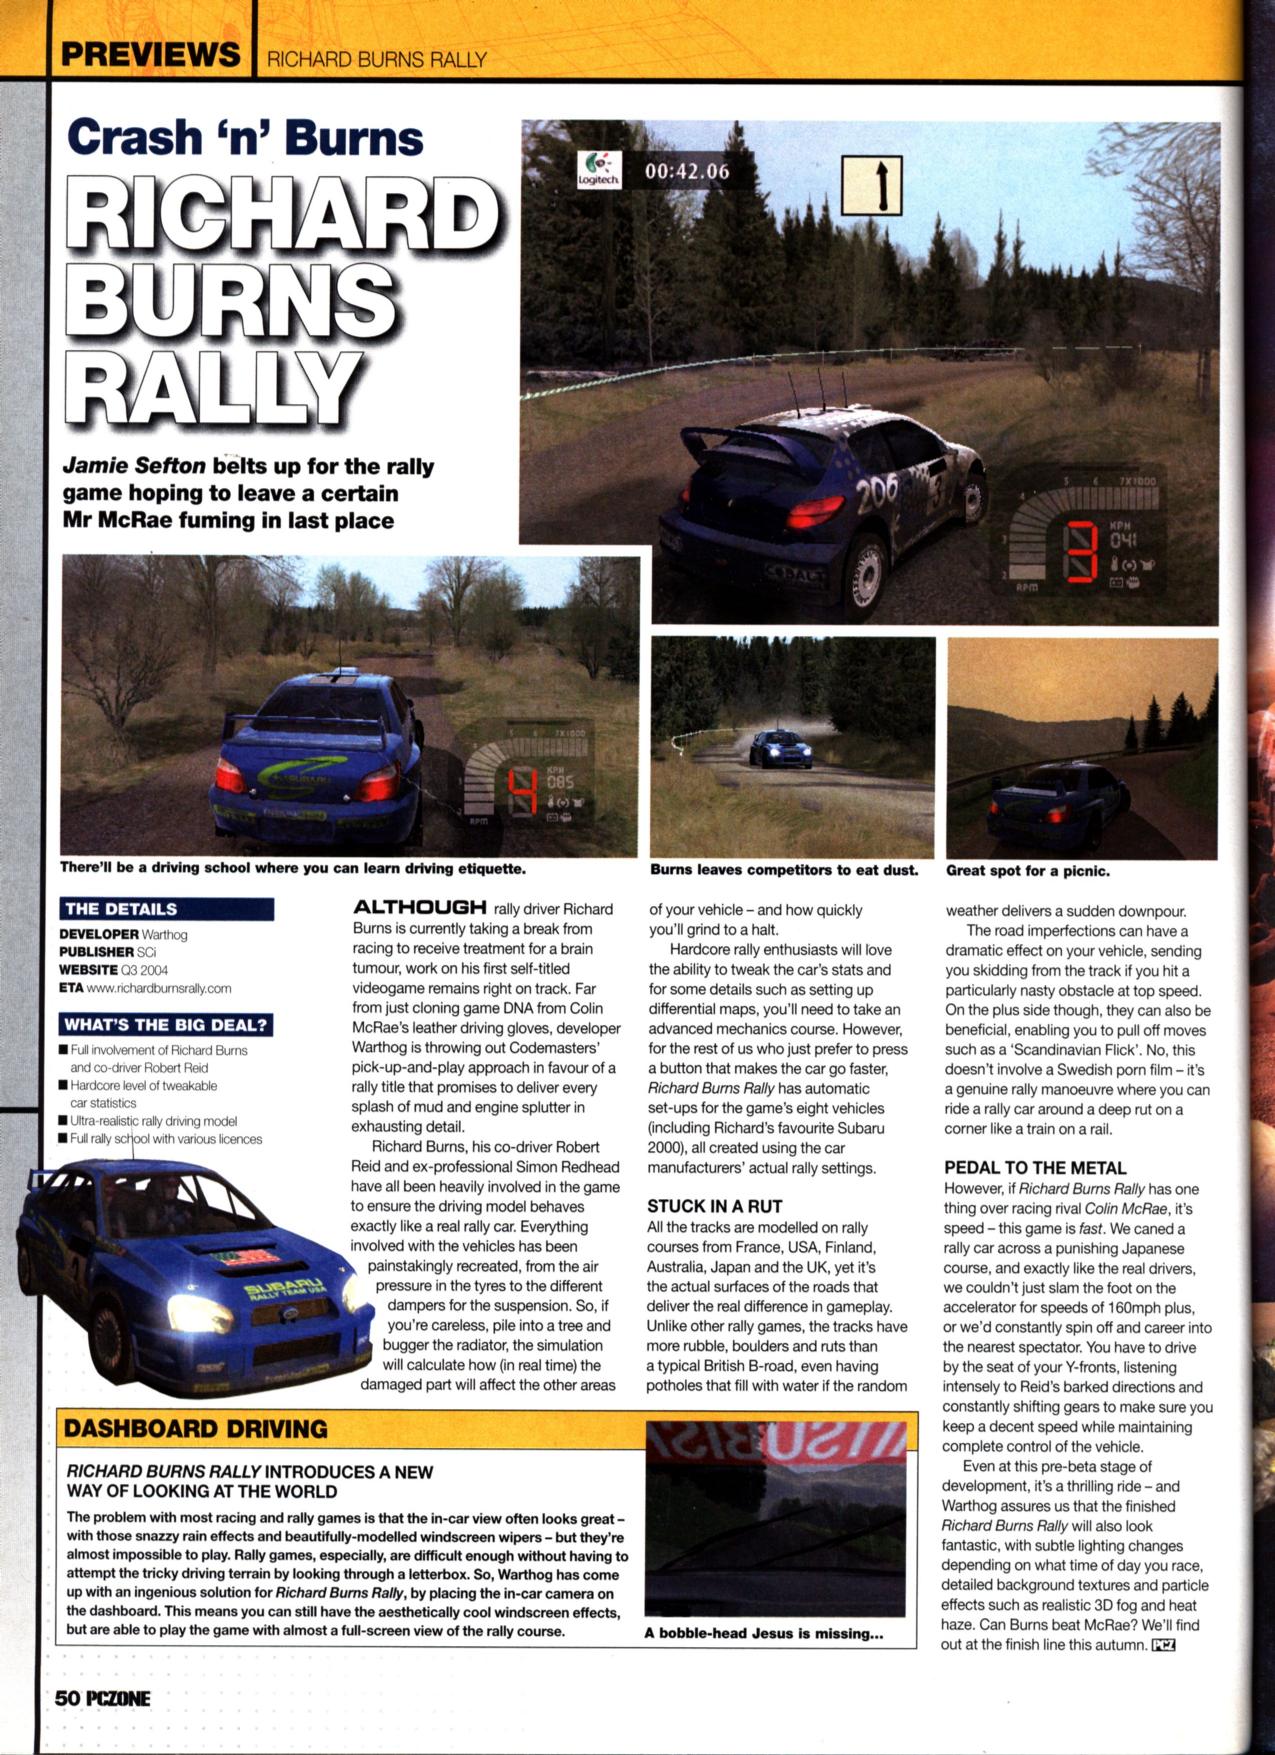 PREVIEWS
RICHARD BURNS RALLY
Crash ‘n’ Burns
RICHARD
BURNS
RALLY
Jamie Sefton belts up for the rally
game hoping to leave a certain
Mr McRae fuming in last place
Logitech
00:42.06
206
3
COBALT
3 4 5 6 7X1000
2
RPM
3
KPH
041
SUBARU
5 6 7X1000
RPM
4
KPH
085
There’ll be a driving school where you can learn driving etiquette.
Burns leaves competitors to eat dust.
Great spot for a picnic.
THE DETAILS
DEVELOPER Warthog
PUBLISHER SCi
WEBSITE Q3 2004
ETA www.richardburnsrally.com
WHAT’S THE BIG DEAL?
■ Full involvement of Richard Burns
and co-driver Robert Reid
■ Hardcore level of tweakable
car statistics
■ Ultra-realistic rally driving model
■ Full rally school with various licences
SUBARU
RALLY TEAM USA
ALTHOUGH rally driver Richard
Burns is currently taking a break from
racing to receive treatment for a brain
tumour, work on his first self-titled
videogame remains right on track. Far
from just cloning game DNA from Colin
McRae’s leather driving gloves, developer
Warthog is throwing out Codemasters’
pick-up-and-play approach in favour of a
rally title that promises to deliver every
splash of mud and engine splutter in
exhausting detail.
Richard Burns, his co-driver Robert
Reid and ex-professional Simon Redhead
have all been heavily involved in the game
to ensure the driving model behaves
exactly like a real rally car. Everything
involved with the vehicles has been
painstakingly recreated, from the air
pressure in the tyres to the different
dampers for the suspension. So, if
you’re careless, pile into a tree and
bugger the radiator, the simulation
will calculate how (in real time) the
damaged part will affect the other areas
of your vehicle – and how quickly
you’ll grind to a halt.
Hardcore rally enthusiasts will love
the ability to tweak the car’s stats and
for some details such as setting up
differential maps, you’ll need to take an
advanced mechanics course. However,
for the rest of us who just prefer to press
a button that makes the car go faster,
Richard Burns Rally has automatic
set-ups for the game’s eight vehicles
(including Richard’s favourite Subaru
2000), all created using the car
manufacturers’ actual rally settings.
STUCK IN A RUT
All the tracks are modelled on rally
courses from France, USA, Finland,
Australia, Japan and the UK, yet it’s
the actual surfaces of the roads that
deliver the real difference in gameplay.
Unlike other rally games, the tracks have
more rubble, boulders and ruts than
a typical British B-road, even having
potholes that fill with water if the random
weather delivers a sudden downpour.
The road imperfections can have a
dramatic effect on your vehicle, sending
you skidding from the track if you hit a
particularly nasty obstacle at top speed.
On the plus side though, they can also be
beneficial, enabling you to pull off moves
such as a ‘Scandinavian Flick’. No, this
doesn’t involve a Swedish porn film – it’s
a genuine rally manoeuvre where you can
ride a rally car around a deep rut on a
corner like a train on a rail.
PEDAL TO THE METAL
However, if Richard Burns Rally has one
thing over racing rival Colin McRae, it’s
speed – this game is fast. We caned a
rally car across a punishing Japanese
course, and exactly like the real drivers,
we couldn’t just slam the foot on the
accelerator for speeds of 160mph plus,
or we’d constantly spin off and career into
the nearest spectator. You have to drive
by the seat of your Y-fronts, listening
intensely to Reid’s barked directions and
constantly shifting gears to make sure you
keep a decent speed while maintaining
complete control of the vehicle.
Even at this pre-beta stage of
development, it’s a thrilling ride – and
Warthog assures us that the finished
Richard Burns Rally will also look
fantastic, with subtle lighting changes
depending on what time of day you race,
detailed background textures and particle
effects such as realistic 3D fog and heat
haze. Can Burns beat McRae? We’ll find
out at the finish line this autumn. PCZ
DASHBOARD DRIVING
RICHARD BURNS RALLY INTRODUCES A NEW
WAY OF LOOKING AT THE WORLD
The problem with most racing and rally games is that the in-car view often looks great –
with those snazzy rain effects and beautifully-modelled windscreen wipers – but they’re
almost impossible to play. Rally games, especially, are difficult enough without having to
attempt the tricky driving terrain by looking through a letterbox. So, Warthog has come
up with an ingenious solution for Richard Burns Rally, by placing the in-car camera on
the dashboard. This means you can still have the aesthetically cool windscreen effects,
but are able to play the game with almost a full-screen view of the rally course.
A bobble-head Jesus is missing...
50 PCZONE